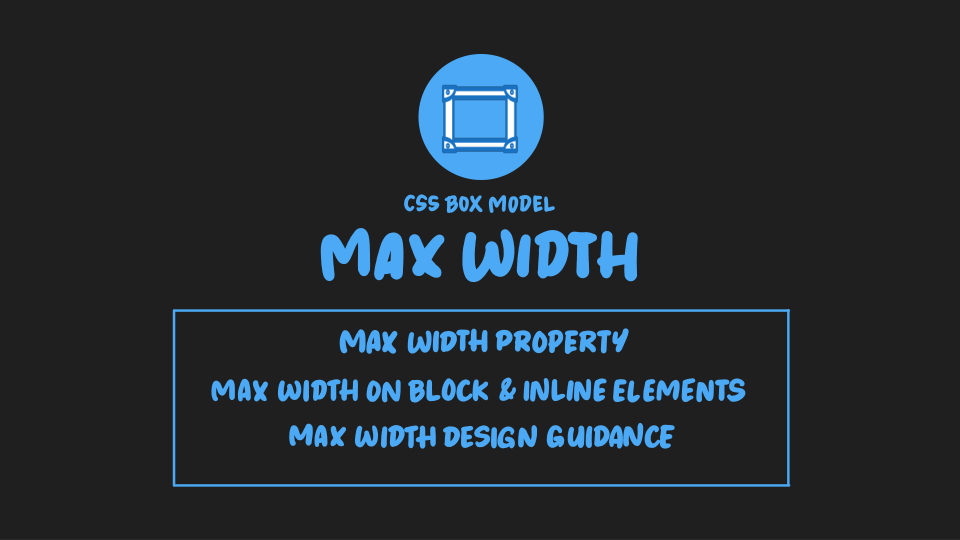 CSS BOX MODEL
MAX WIDTH
MAX WIDTH PROPERTY
MAX WIDTH ON BLOCK & INLINE ELEMENTS
MAX WIDTH DESIGN GUIDANCE